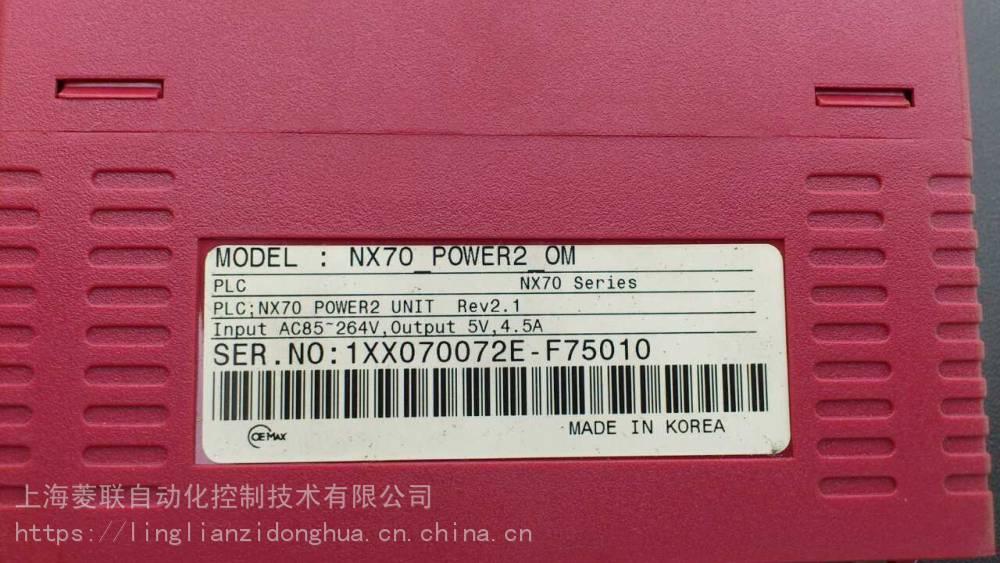 MODEL : NX70_POWER2_OM
PLC NX70 Series
PLC;NX70 POWER2 UNIT Rev2.1
Input AC85~264V,Output 5V,4.5A
SER.NO:1XX070072E-F75010
OEMAX MADE IN KOREA
上海菱联自动化控制技术有限公司
https://linglianzidonghua.cn.china.cn